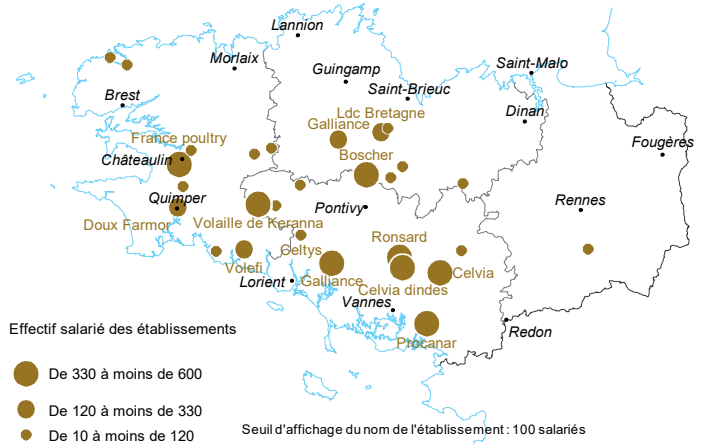 Lannion
Morlaix
Saint-Malo
Guingamp
Brest
Saint-Brieuc
Ldc Bretagne
Dinan
Galliance
France poultry
Fougères
Châteaulin
Boscher
Quimper
Rennes
Pontivy
Doux Farmor
Volaille de Keranna
Ronsard
Celtys
Volefi
Celvia
Galliance
Lorient
Celvia dindes
Vannes
Effectif salarié des établissements
Redon
Procanar
De 330 à moins de 600
De 120 à moins de 330
Seuil d'affichage du nom de l'établissement : 100 salariés
De 10 à moins de 120